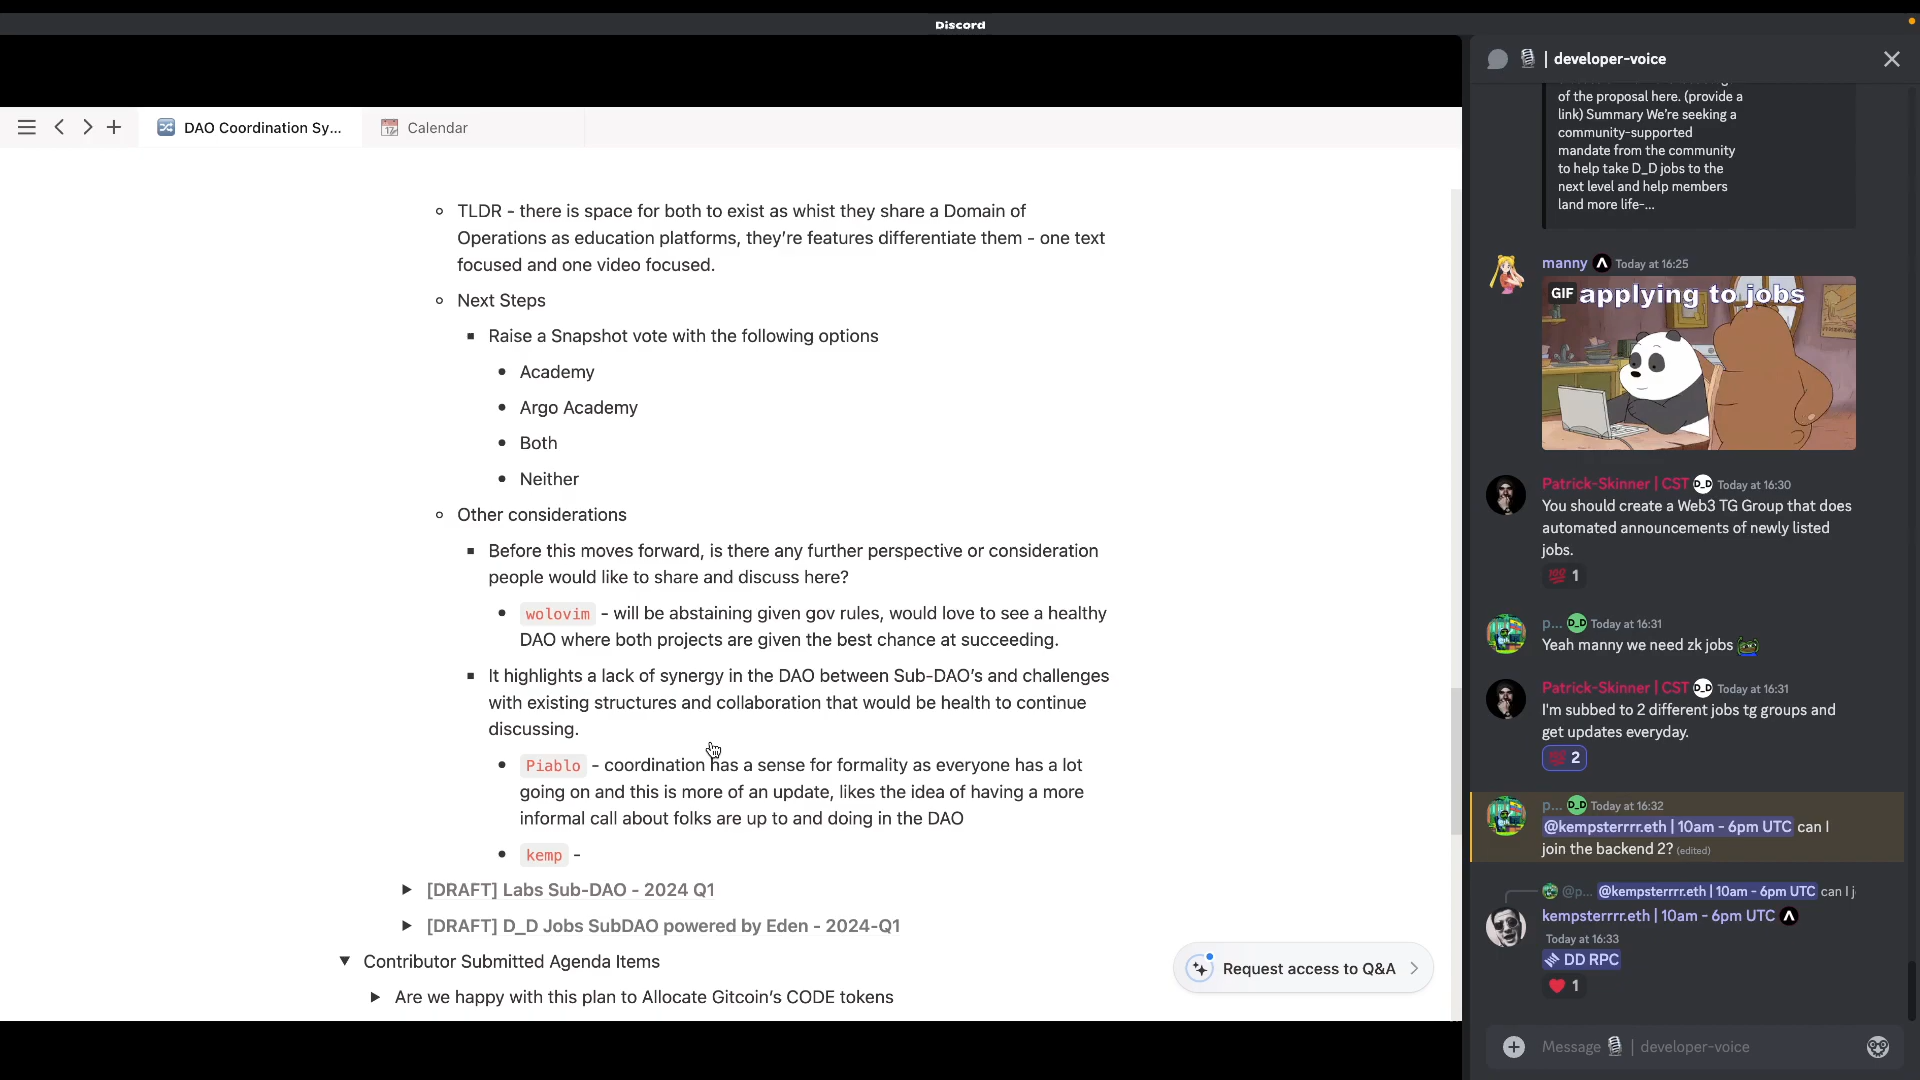 Discord
DAO Coordination Sy...
Calendar
TLDR - there is space for both to exist as whist they share a Domain of
Operations as education platforms, they're features differentiate them - one text
focused and one video focused.
Next Steps
Raise a Snapshot vote with the following options
Academy
Argo Academy
Both
Neither
Other considerations
Before this moves forward, is there any further perspective or consideration
people would like to share and discuss here?
wolovim - will be abstaining given gov rules, would love to see a healthy
DAO where both projects are given the best chance at succeeding.
It highlights a lack of synergy in the DAO between Sub-DAO's and challenges
with existing structures and collaboration that would be health to continue
discussing.
Piablo - coordination has a sense for formality as everyone has a lot
going on and this is more of an update, likes the idea of having a more
informal call about folks are up to and doing in the DAO
kemp -
[DRAFT] Labs Sub-DAO - 2024 Q1
[DRAFT] D_D Jobs SubDAO powered by Eden - 2024-Q1
Contributor Submitted Agenda Items
Are we happy with this plan to Allocate Gitcoin's CODE tokens
Request access to Q&A
| developer-voice
of the proposal here. (provide a
link) Summary We're seeking a
community-supported
mandate from the community
to help take D_D jobs to the
next level and help members
land more life-...
manny Today at 16:25
GIF applying to jobs
Patrick-Skinner | CST D_D Today at 16:30
You should create a Web3 TG Group that does
automated announcements of newly listed
jobs.
100 1
p... D_D Today at 16:31
Yeah manny we need zk jobs
Patrick-Skinner | CST D_D Today at 16:31
I'm subbed to 2 different jobs tg groups and
get updates everyday.
100 2
p... D_D Today at 16:32
@kempsterrrr.eth | 10am - 6pm UTC can I
join the backend 2? (edited)
@p... @kempsterrrr.eth | 10am - 6pm UTC can I j
kempsterrrr.eth | 10am - 6pm UTC
Today at 16:33
DD RPC
1
Message | developer-voice